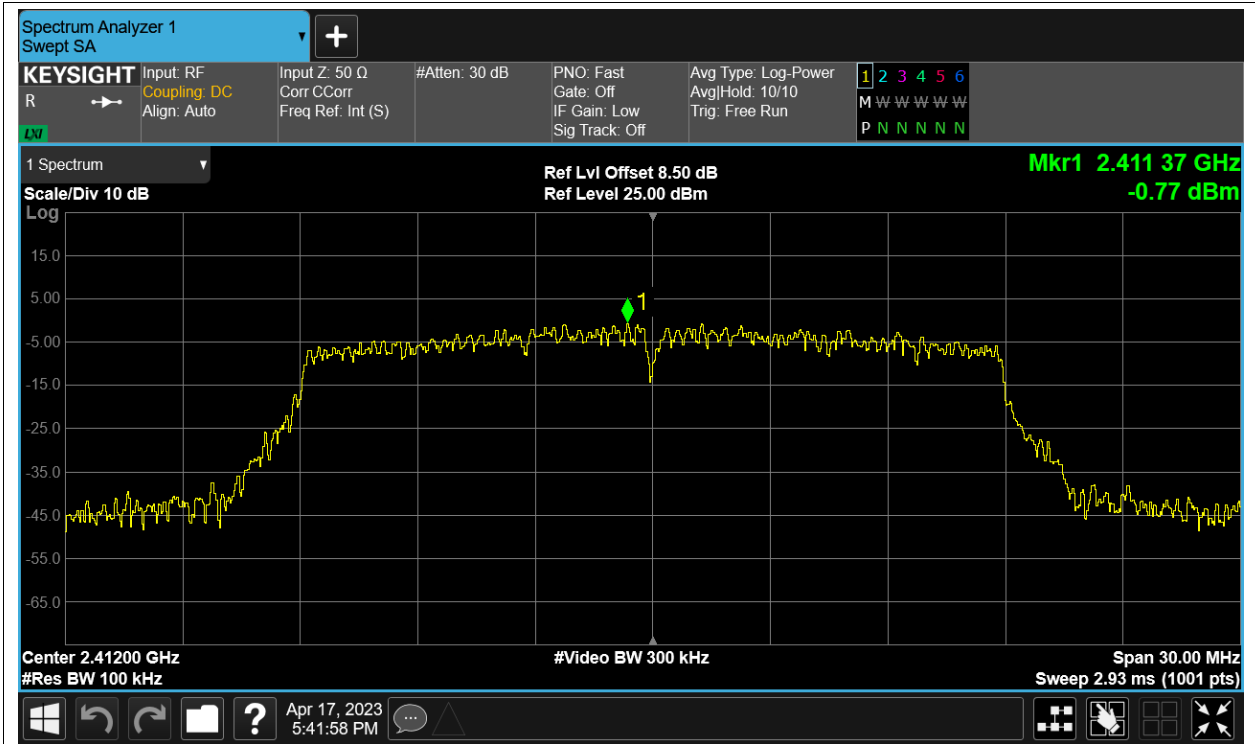 Spectrum Analyzer 1
Swept SA
KEYSIGHT
R
LXI
Input: RF
Coupling: DC
Align: Auto
Input Z: 50 Ω
Corr CCorr
Freq Ref: Int (S)
#Atten: 30 dB
PNO: Fast
Gate: Off
IF Gain: Low
Sig Track: Off
Avg Type: Log-Power
Avg|Hold: 10/10
Trig: Free Run
1 2 3 4 5 6
M W W W W W W
P N N N N N
1 Spectrum
Scale/Div 10 dB
Log
Ref Lvl Offset 8.50 dB
Ref Level 25.00 dBm
Mkr1 2.411 37 GHz
-0.77 dBm
15.0
5.00
-5.00
-15.0
-25.0
-35.0
-45.0
-55.0
-65.0
1
Center 2.41200 GHz
#Res BW 100 kHz
#Video BW 300 kHz
Span 30.00 MHz
Sweep 2.93 ms (1001 pts)
?
Apr 17, 2023
5:41:58 PM